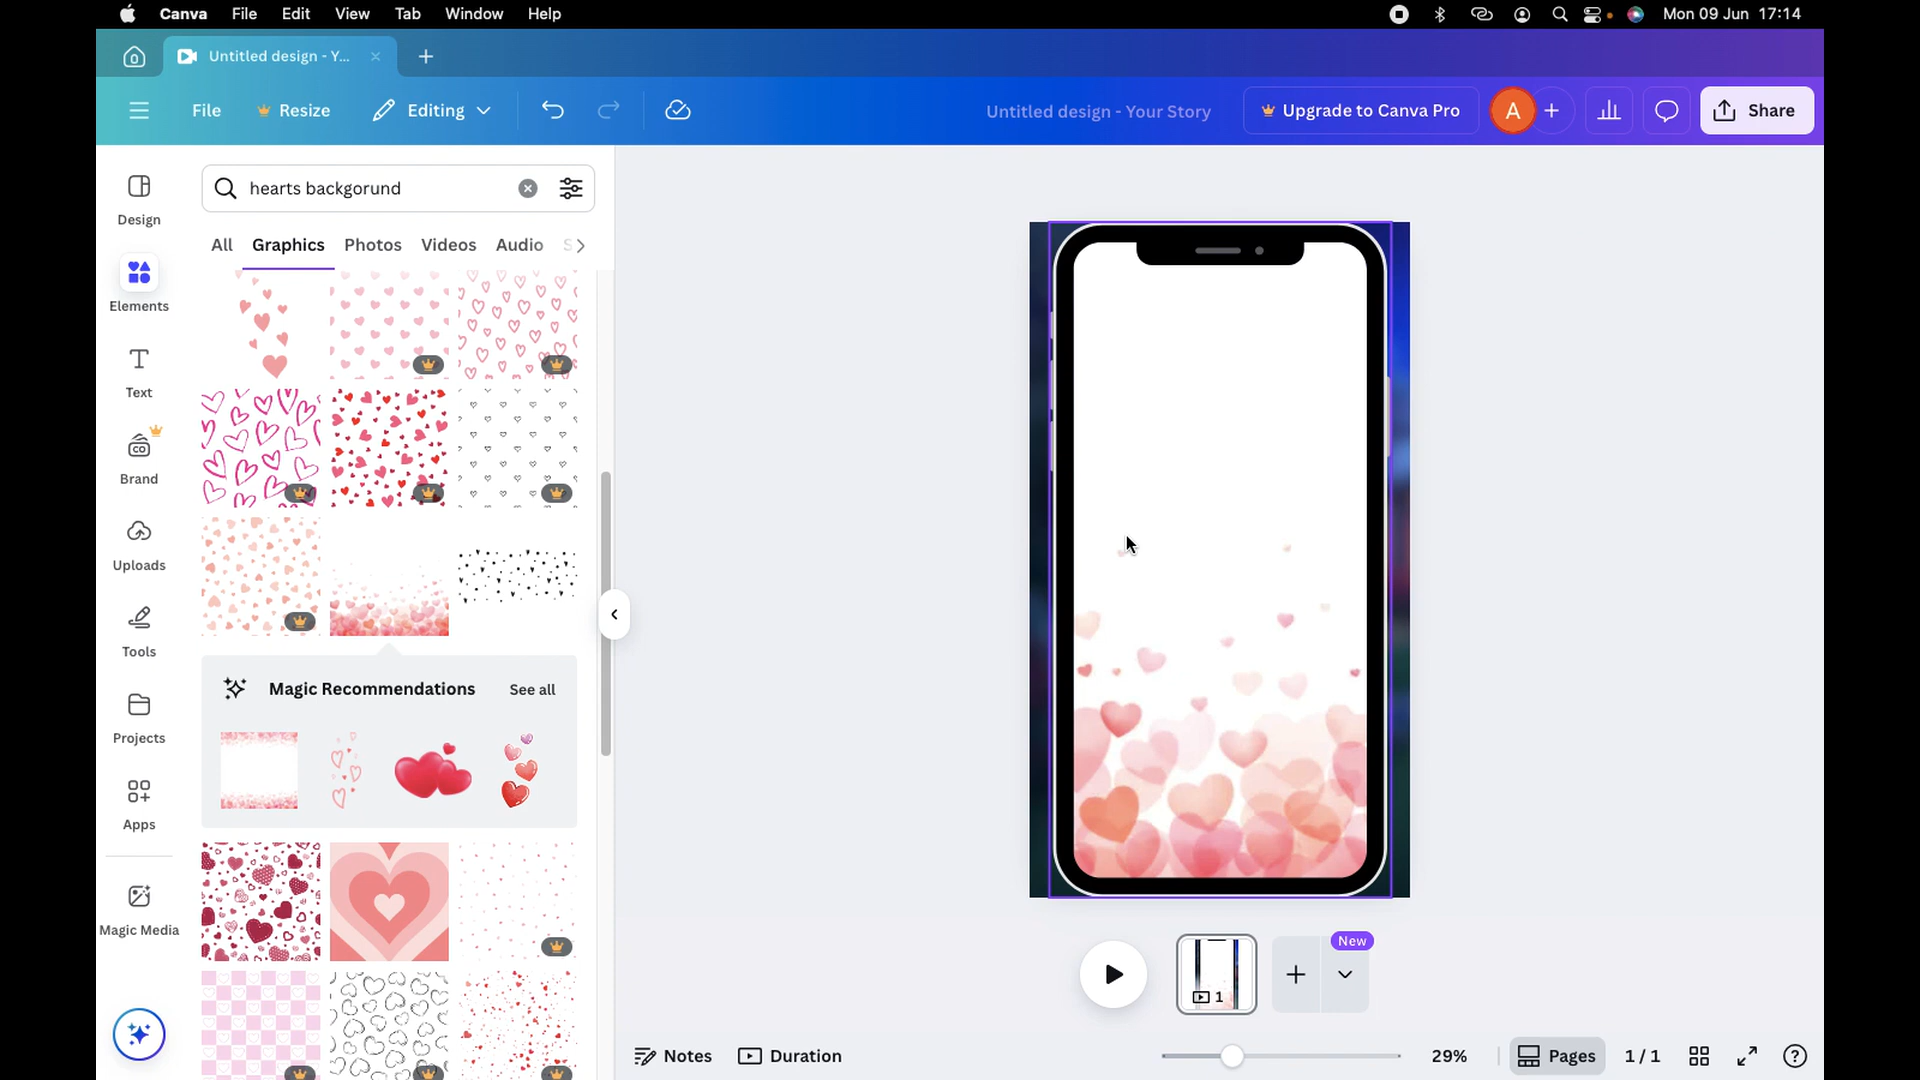 Canva File Edit View Tab Window Help Mon 09 Jun 17:14
Untitled design - Y...
File Resize Editing Untitled design - Your Story Upgrade to Canva Pro A Share
hearts backgorund
All Graphics Photos Videos Audio S
Design
Elements
Text
Brand
Uploads
Tools
Projects
Apps
Magic Media
Magic Recommendations See all
New
1
Notes Duration 29% Pages 1 / 1